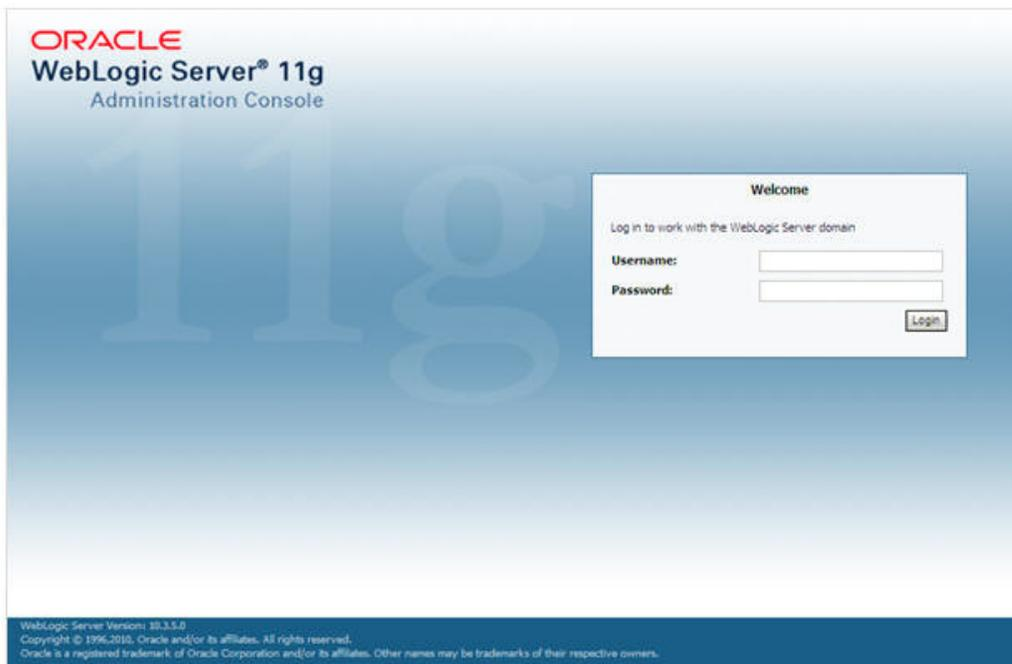 ORACLE
WebLogic Server® 11g
Administration Console
11g
Welcome
Log in to work with the WebLogic Server domain
Username:
Password:
Login
WebLogic Server Version: 10.3.5.0
Copyright © 1996,2010, Oracle and/or its affiliates. All rights reserved.
Oracle is a registered trademark of Oracle Corporation and/or its affiliates. Other names may be trademarks of their respective owners.